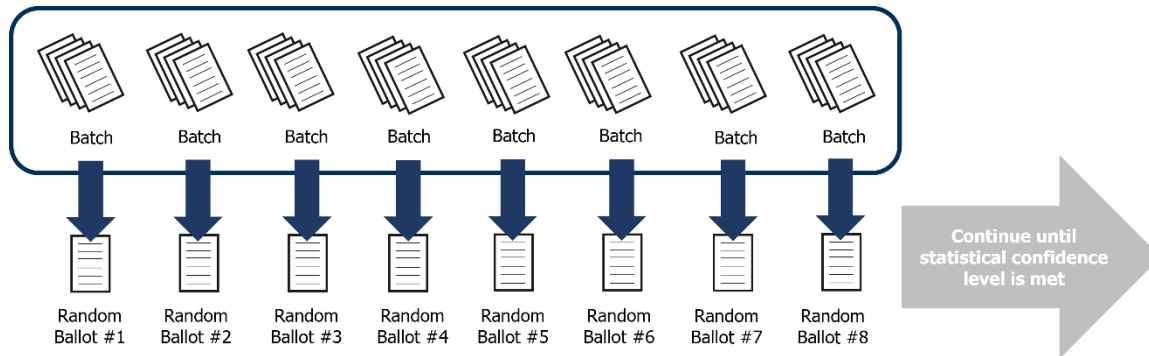 Batch Batch Batch Batch Batch Batch Batch Batch
Random Random Random Random Random Random Random Random
Ballot #1 Ballot #2 Ballot #3 Ballot #4 Ballot #5 Ballot #6 Ballot #7 Ballot #8
Continue until
statistical confidence
level is met